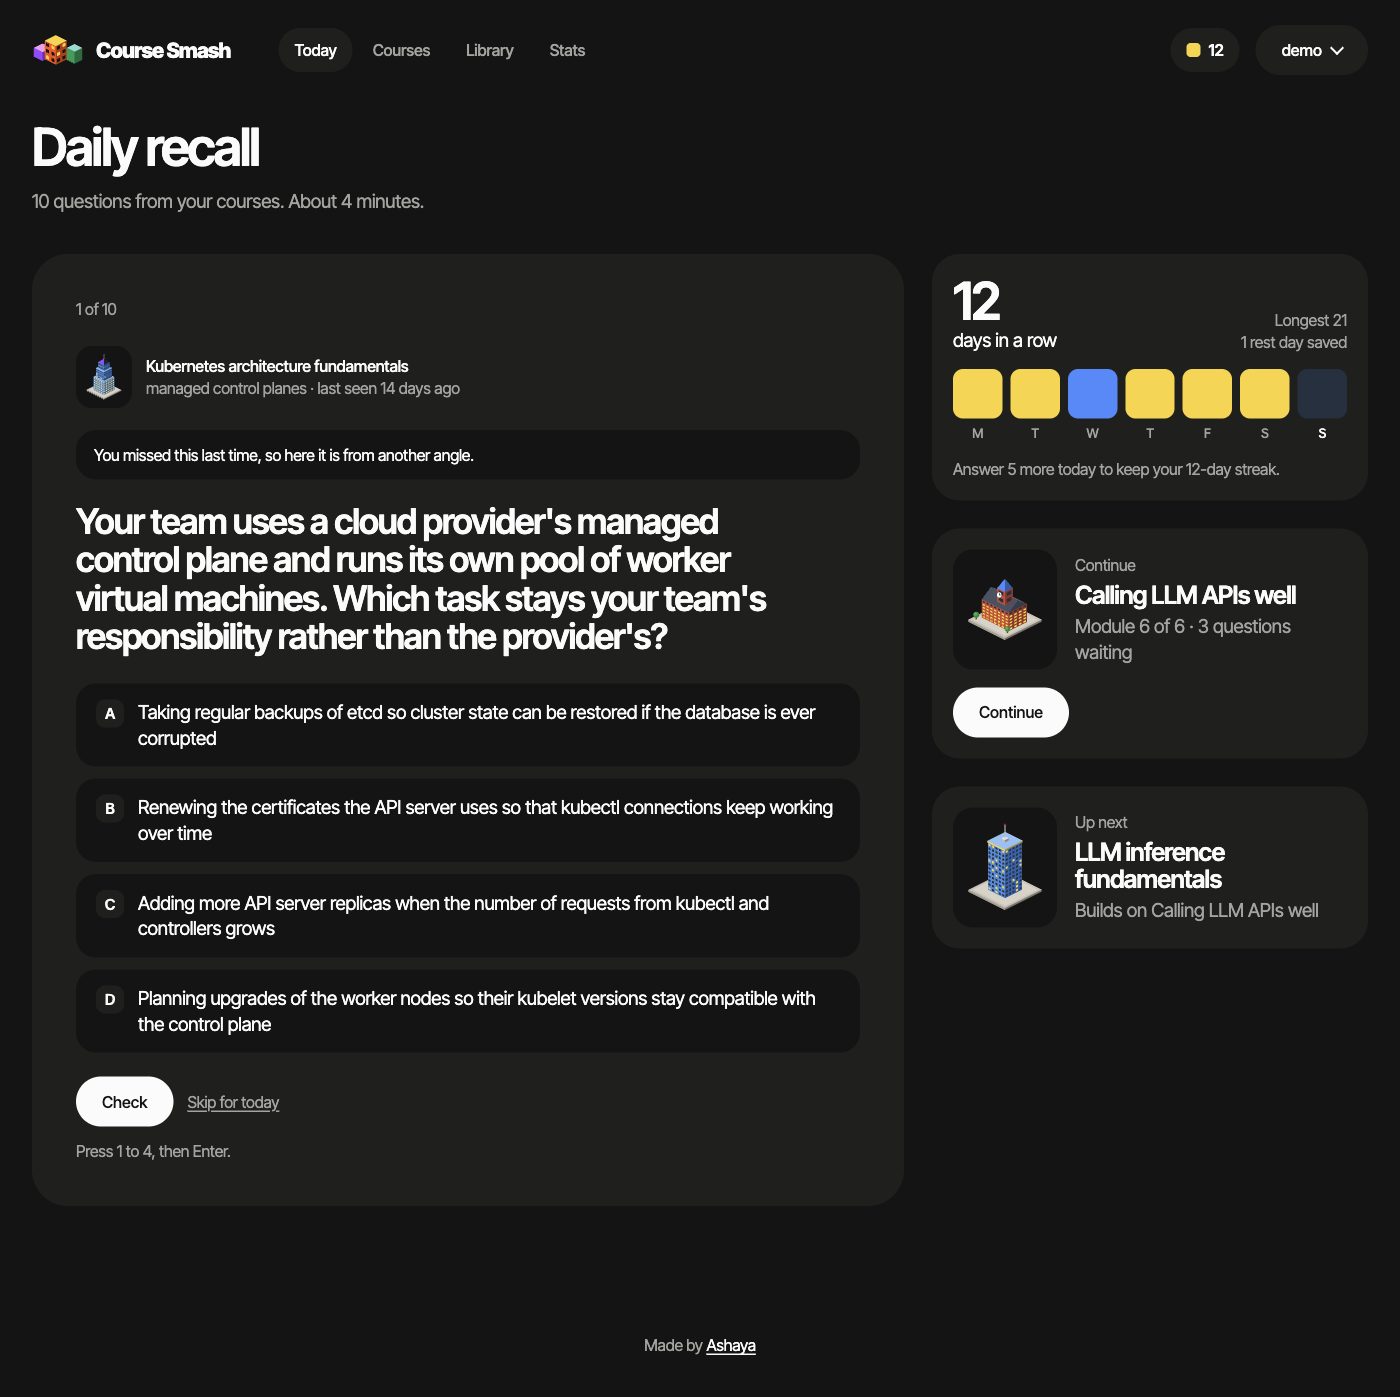 Course Smash
Today
Courses
Library
Stats
12
demo
Daily recall
10 questions from your courses. About 4 minutes.
1 of 10
Kubernetes architecture fundamentals
managed control planes · last seen 14 days ago
You missed this last time, so here it is from another angle.
Your team uses a cloud provider's managed
control plane and runs its own pool of worker
virtual machines. Which task stays your team's
responsibility rather than the provider's?
A
Taking regular backups of etcd so cluster state can be restored if the database is ever
corrupted
B
Renewing the certificates the API server uses so that kubectl connections keep working
over time
C
Adding more API server replicas when the number of requests from kubectl and
controllers grows
D
Planning upgrades of the worker nodes so their kubelet versions stay compatible with
the control plane
Check
Skip for today
Press 1 to 4, then Enter.
12
days in a row
Longest 21
1 rest day saved
M T W T F S S
Answer 5 more today to keep your 12-day streak.
Continue
Calling LLM APIs well
Module 6 of 6 · 3 questions
waiting
Continue
Up next
LLM inference
fundamentals
Builds on Calling LLM APIs well
Made by Ashaya